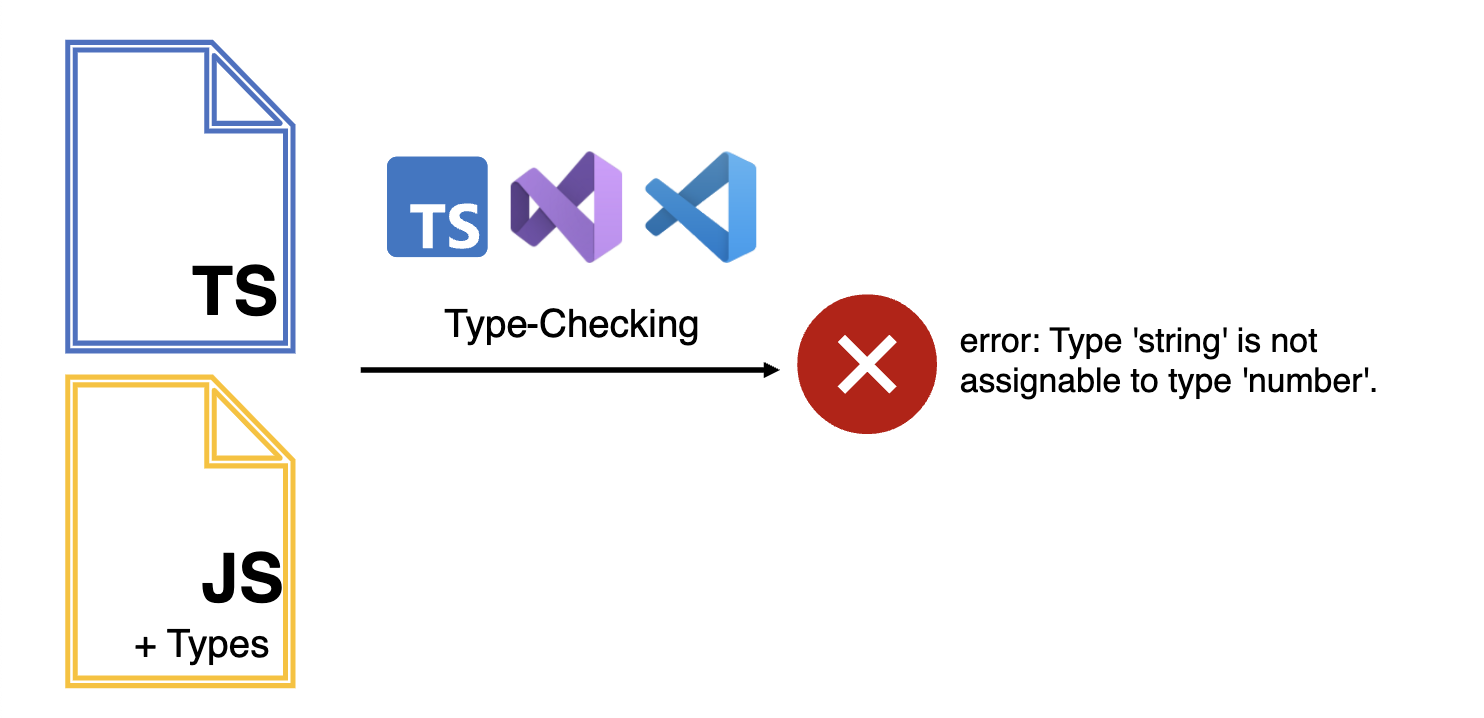 TS
TS
Type-Checking
error: Type 'string' is not
assignable to type 'number'.
JS
+ Types